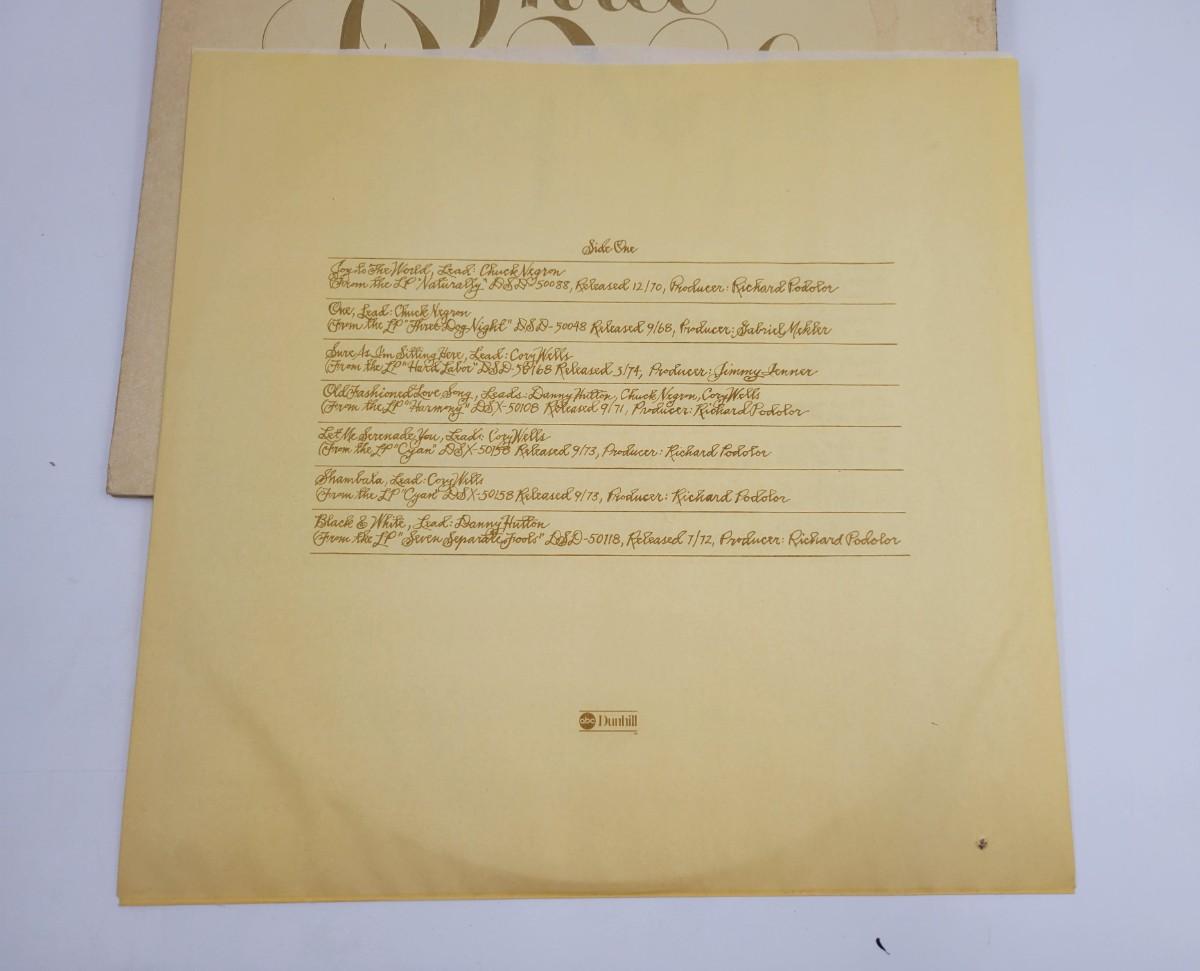 Three
Side One
Joy to The World, Lead: Chuck Negron
(From the LP "Naturally" DSD-50088, Released 12/70, Producer: Richard Podolor
One, Lead: Chuck Negron
(From the LP "Three Dog Night" DSD-50048 Released 9/68, Producer: Gabriel Mekler
Sure As I'm Sitting Here, Lead: Cory Wells
(From the LP "Hard Labor" DSD-50168 Released 3/74, Producer: Jimmy Ienner
Old Fashioned Love Song, Leads: Danny Hutton, Chuck Negron, Cory Wells
(From the LP "Harmony" DSX-50108 Released 9/71, Producer: Richard Podolor
Let Me Serenade You, Lead: Cory Wells
(From the LP "Cyan" DSX-50158 Released 9/73, Producer: Richard Podolor
Shambala, Lead: Cory Wells
(From the LP "Cyan" DSX-50158 Released 9/73, Producer: Richard Podolor
Black & White, Lead: Danny Hutton
(From the LP "Seven Separate Fools" DSD-50118, Released 7/72, Producer: Richard Podolor
abc Dunhill